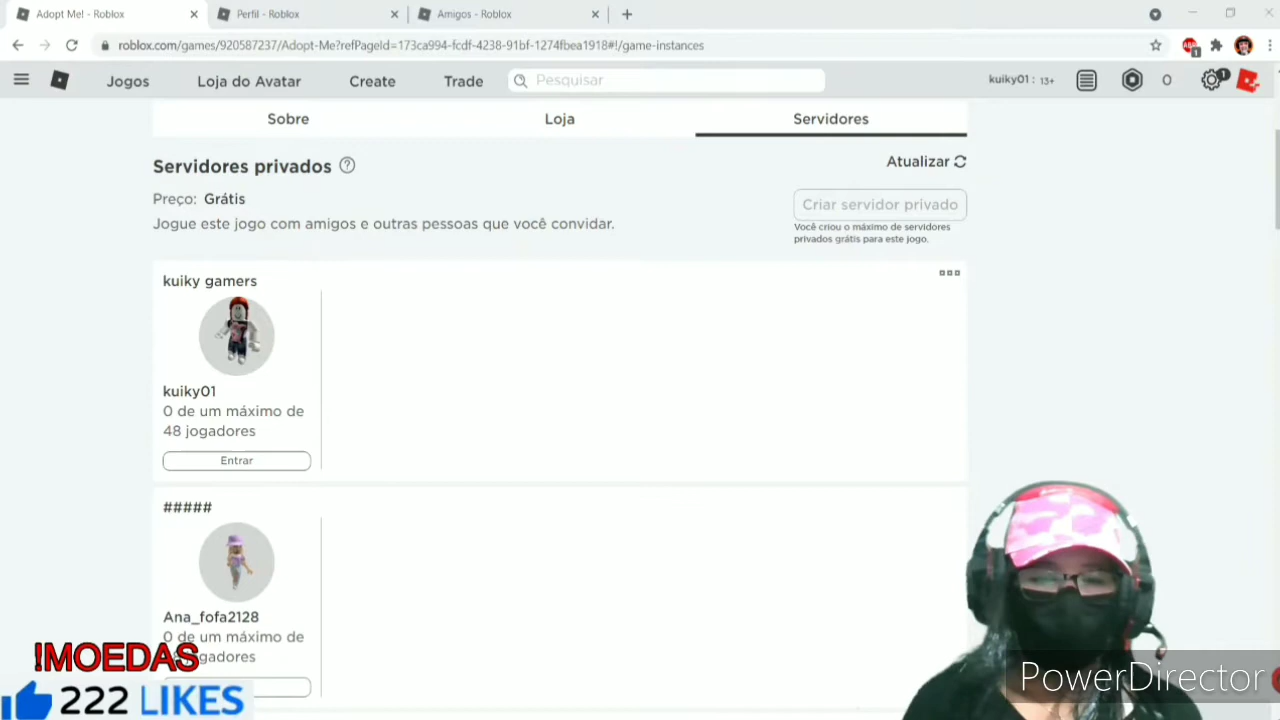 Adopt Me! - Roblox
Perfil - Roblox
Amigos - Roblox
roblox.com/games/920587237/Adopt-Me?refPageId=173ca994-fcdf-4238-91bf-1274fbea1918#!/game-instances
Jogos
Loja do Avatar
Create
Trade
Pesquisar
kuiky01 : 13+
0
1
Sobre
Loja
Servidores
Servidores privados
Atualizar
Preço: Grátis
Criar servidor privado
Jogue este jogo com amigos e outras pessoas que você convidar.
Você criou o máximo de servidores
privados grátis para este jogo.
kuiky gamers
kuiky01
0 de um máximo de
48 jogadores
Entrar
#####
Ana_fofa2128
0 de um máximo de
gadores
!MOEDAS
222 LIKES
PowerDirector